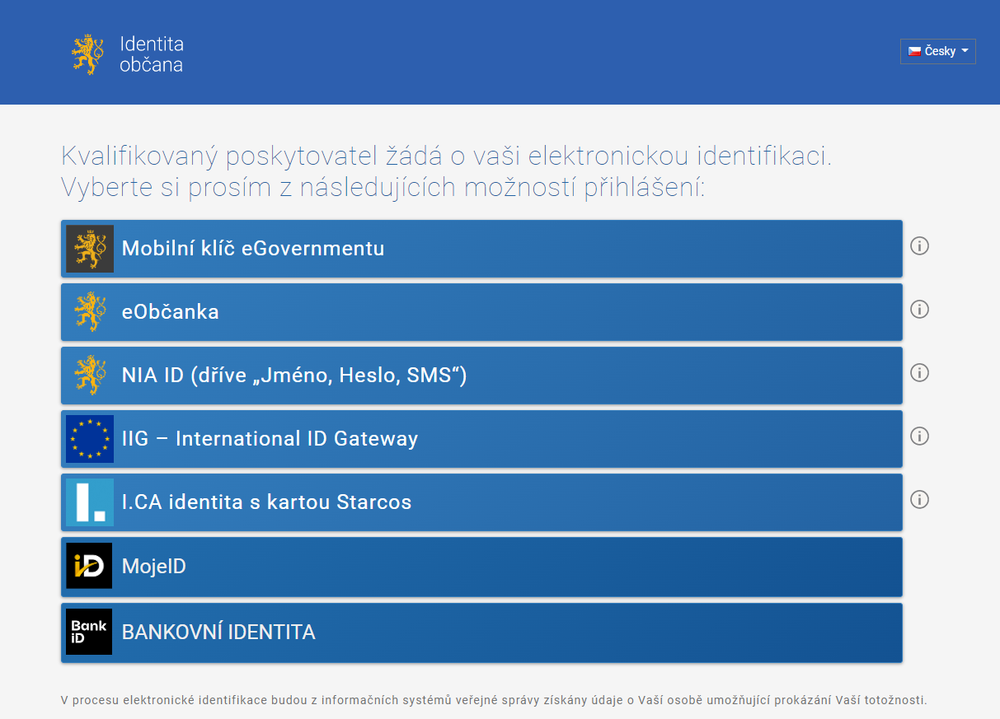 Identita
občana
Česky
Kvalifikovaný poskytovatel žádá o vaši elektronickou identifikaci.
Vyberte si prosím z následujících možností přihlášení:
Mobilní klíč eGovernmentu
eObčanka
NIA ID (dříve „Jméno, Heslo, SMS“)
IIG – International ID Gateway
I.
I.CA identita s kartou Starcos
iD
MojeID
Bank
iD
BANKOVNÍ IDENTITA
V procesu elektronické identifikace budou z informačních systémů veřejné správy získány údaje o Vaší osobě umožňující prokázání Vaší totožnosti.